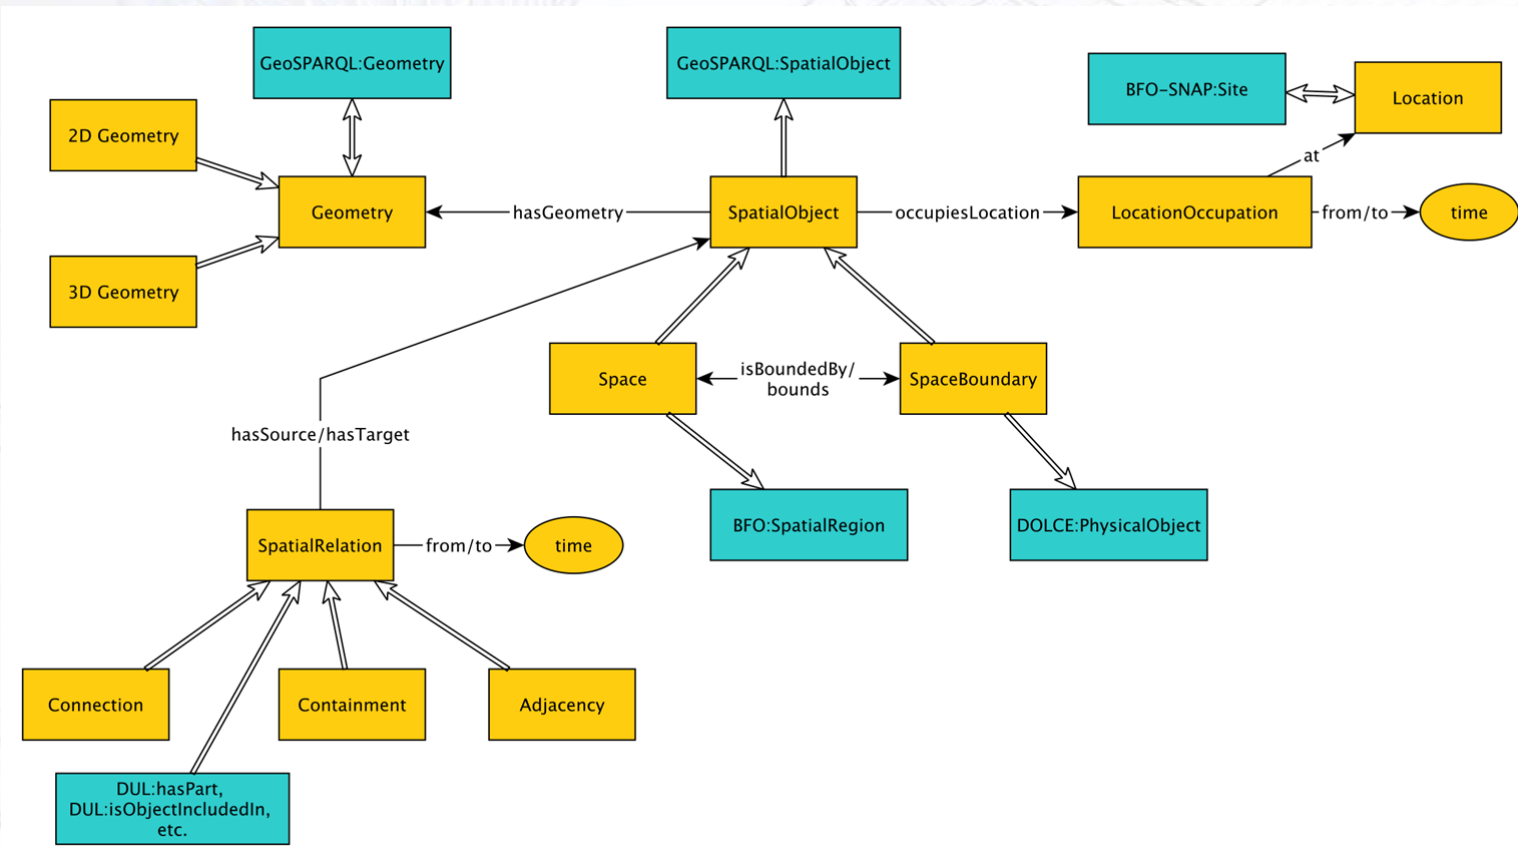 GeoSPARQL:Geometry
GeoSPARQL:SpatialObject
BFO-SNAP:Site
Location
2D Geometry
at
Geometry
hasGeometry
SpatialObject
occupiesLocation
LocationOccupation
from/to
time
3D Geometry
Space
isBoundedBy/
bounds
SpaceBoundary
hasSource/hasTarget
BFO:SpatialRegion
DOLCE:PhysicalObject
SpatialRelation
from/to
time
Connection
Containment
Adjacency
DUL:hasPart,
DUL:isObjectIncludedIn,
etc.